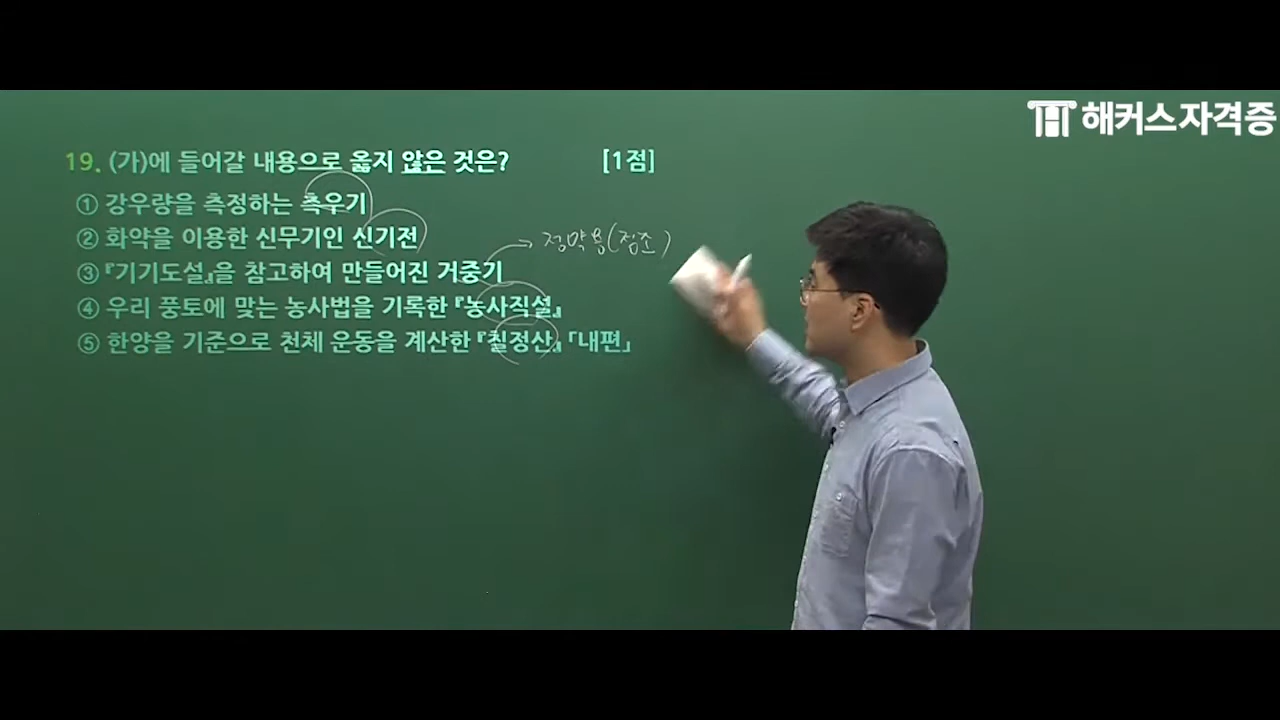 해커스자격증
19. (가)에 들어갈 내용으로 옳지 않은 것은? [1점]
① 강우량을 측정하는 측우기
② 화약을 이용한 신무기인 신기전
정약용(정조)
③ 『기기도설』을 참고하여 만들어진 거중기
④ 우리 풍토에 맞는 농사법을 기록한 『농사직설』
⑤ 한양을 기준으로 천체 운동을 계산한 『칠정산』 「내편」